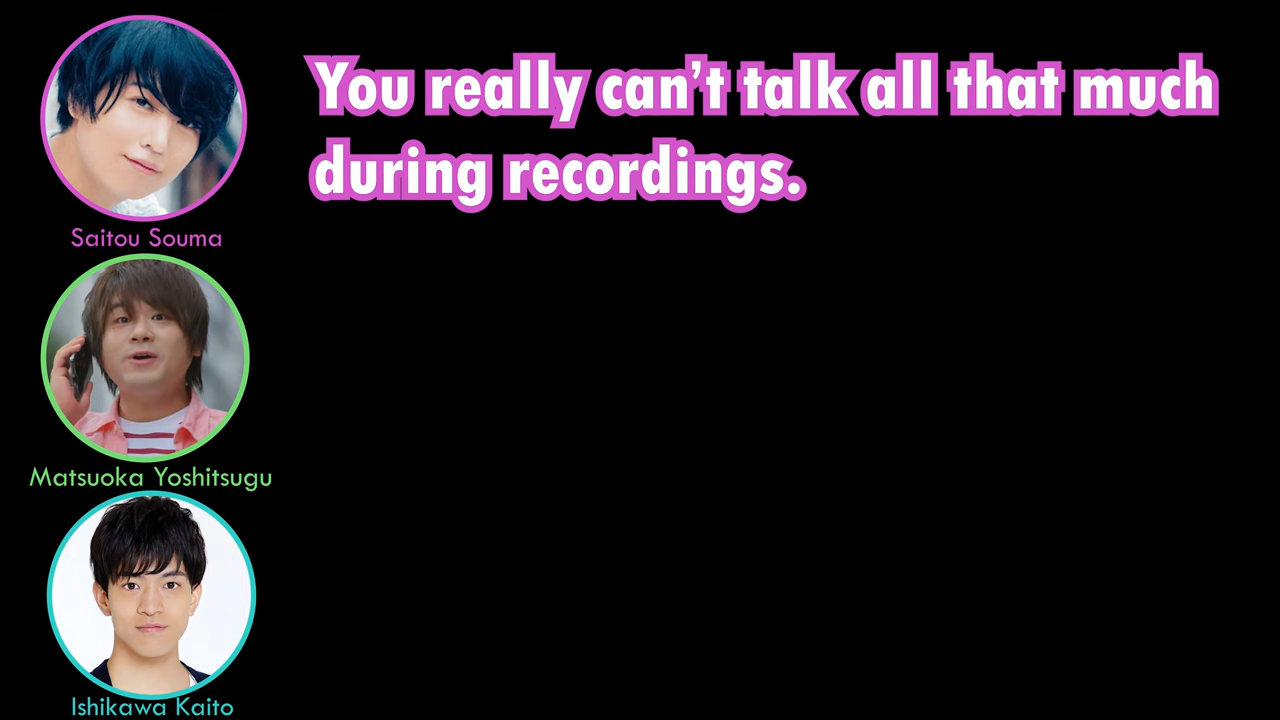 You really can’t talk all that much
during recordings.
Saitou Souma
Matsuoka Yoshitsugu
Ishikawa Kaito